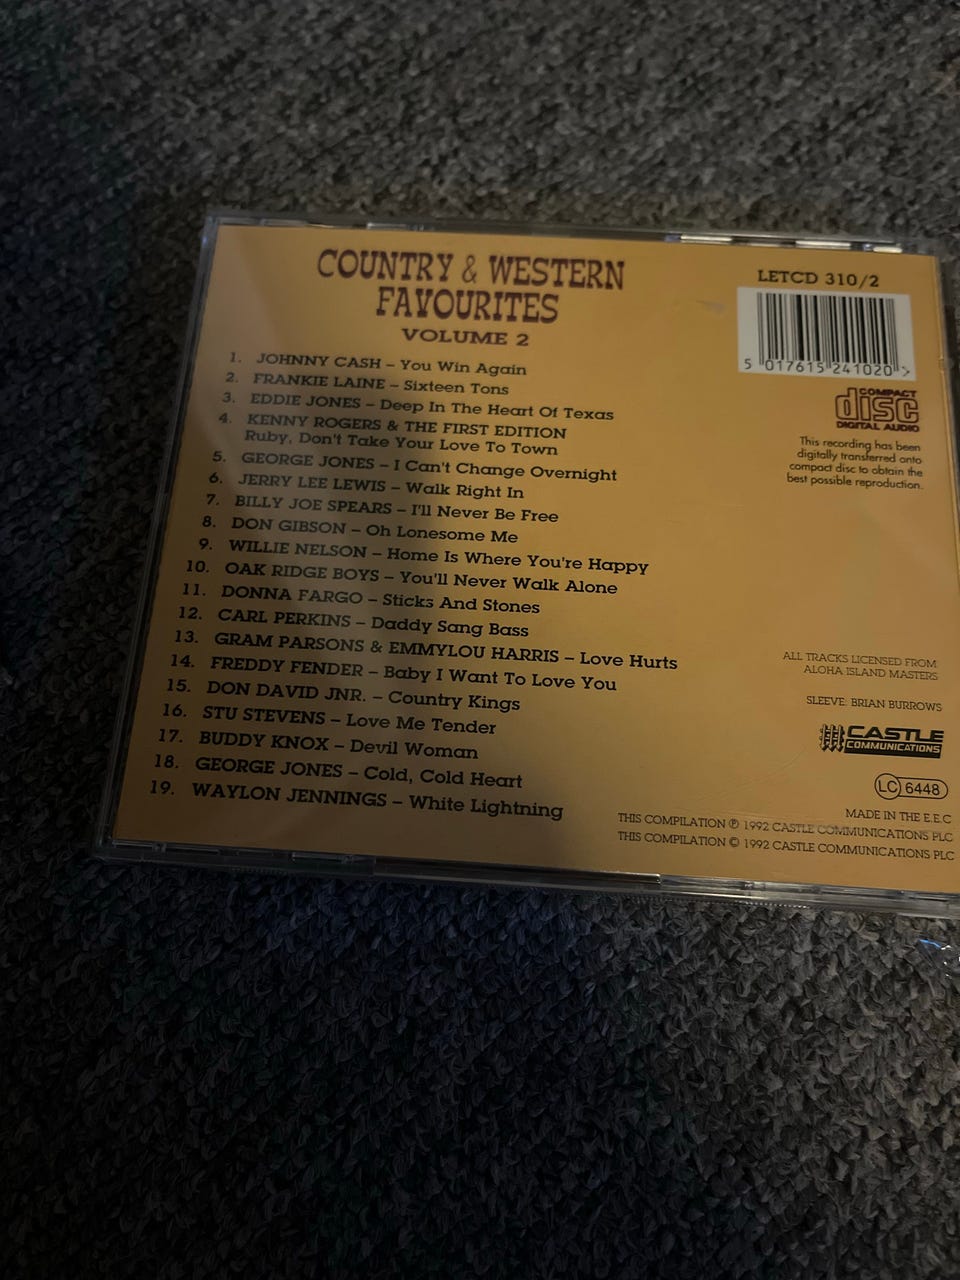 COUNTRY & WESTERN
FAVOURITES
VOLUME 2
1. JOHNNY CASH – You Win Again
2. FRANKIE LAINE – Sixteen Tons
3. EDDIE JONES – Deep In The Heart Of Texas
4. KENNY ROGERS & THE FIRST EDITION
Ruby, Don't Take Your Love To Town
5. GEORGE JONES – I Can't Change Overnight
6. JERRY LEE LEWIS – Walk Right In
7. BILLY JOE SPEARS – I'll Never Be Free
8. DON GIBSON – Oh Lonesome Me
9. WILLIE NELSON – Home Is Where You're Happy
10. OAK RIDGE BOYS – You'll Never Walk Alone
11. DONNA FARGO – Sticks And Stones
12. CARL PERKINS – Daddy Sang Bass
13. GRAM PARSONS & EMMYLOU HARRIS – Love Hurts
14. FREDDY FENDER – Baby I Want To Love You
15. DON DAVID JNR. – Country Kings
16. STU STEVENS – Love Me Tender
17. BUDDY KNOX – Devil Woman
18. GEORGE JONES – Cold, Cold Heart
19. WAYLON JENNINGS – White Lightning
LETCD 310/2
5 017615 241020 >
COMPACT
disc
DIGITAL AUDIO
This recording has been
digitally transferred onto
compact disc to obtain the
best possible reproduction.
ALL TRACKS LICENSED FROM
ALOHA ISLAND MASTERS
SLEEVE: BRIAN BURROWS
CASTLE
COMMUNICATIONS
LC 6448
MADE IN THE E.E.C
THIS COMPILATION ℗ 1992 CASTLE COMMUNICATIONS PLC
THIS COMPILATION © 1992 CASTLE COMMUNICATIONS PLC